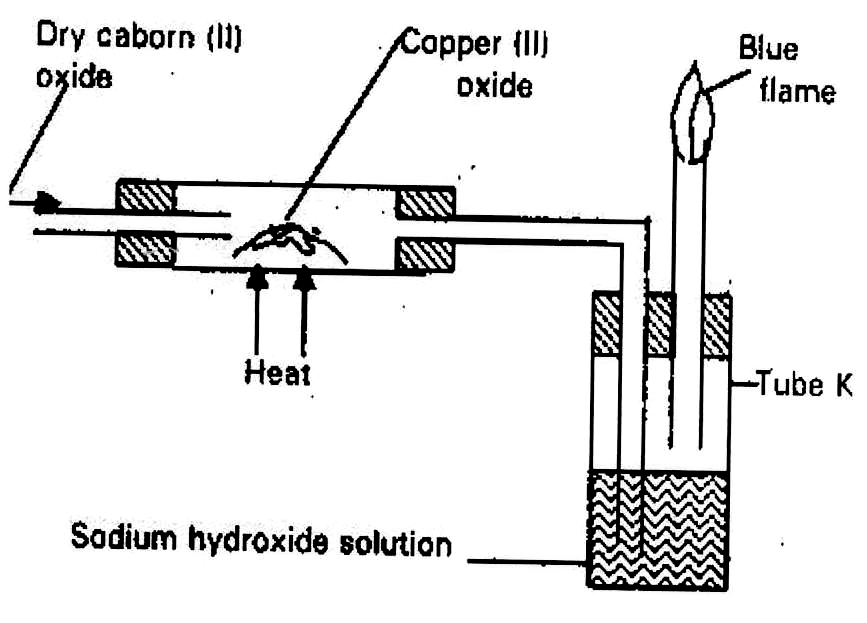 Dry caborn (II)
oxide
Copper (II)
oxide
Blue
flame
Heat
Tube K
Sodium hydroxide solution